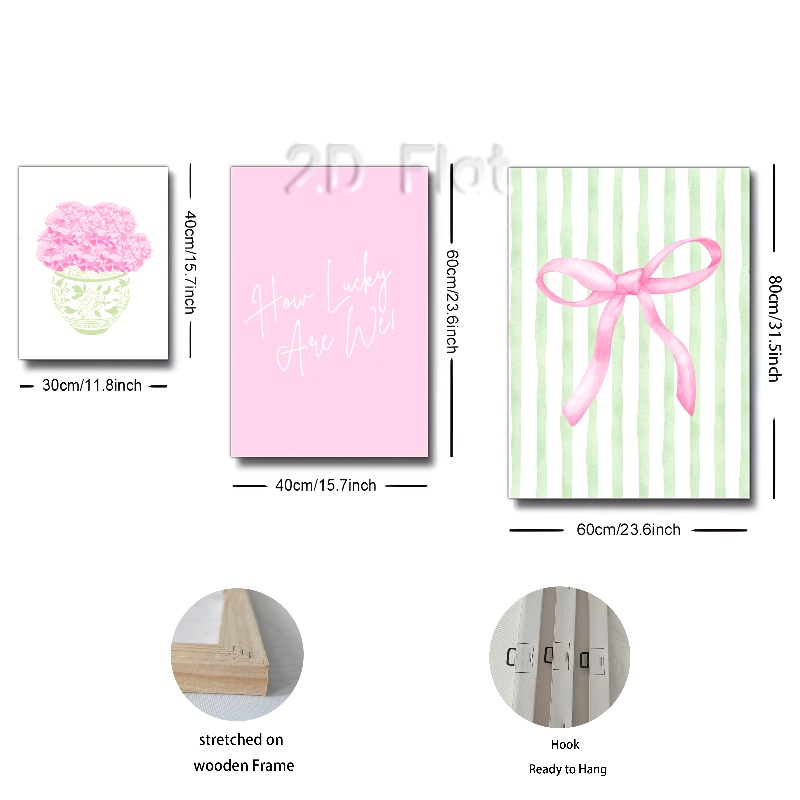 2D Flat
40cm/15.7inch
30cm/11.8inch
How Lucky
Are We!
60cm/23.6inch
40cm/15.7inch
80cm/31.5inch
60cm/23.6inch
stretched on
wooden Frame
Hook
Ready to Hang